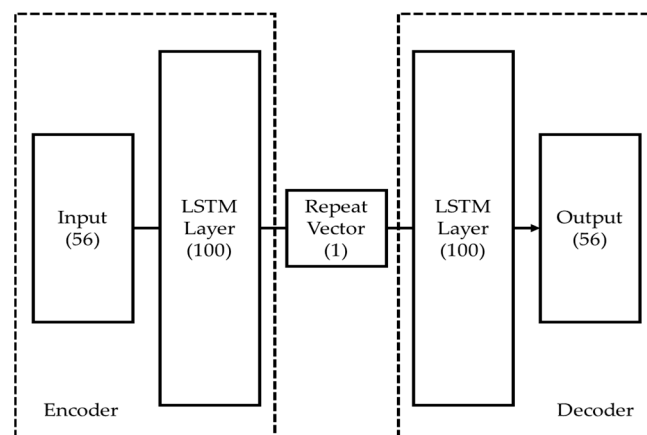 Input
(56)
LSTM
Layer
(100)
Repeat
Vector
(1)
LSTM
Layer
(100)
Output
(56)
Encoder
Decoder